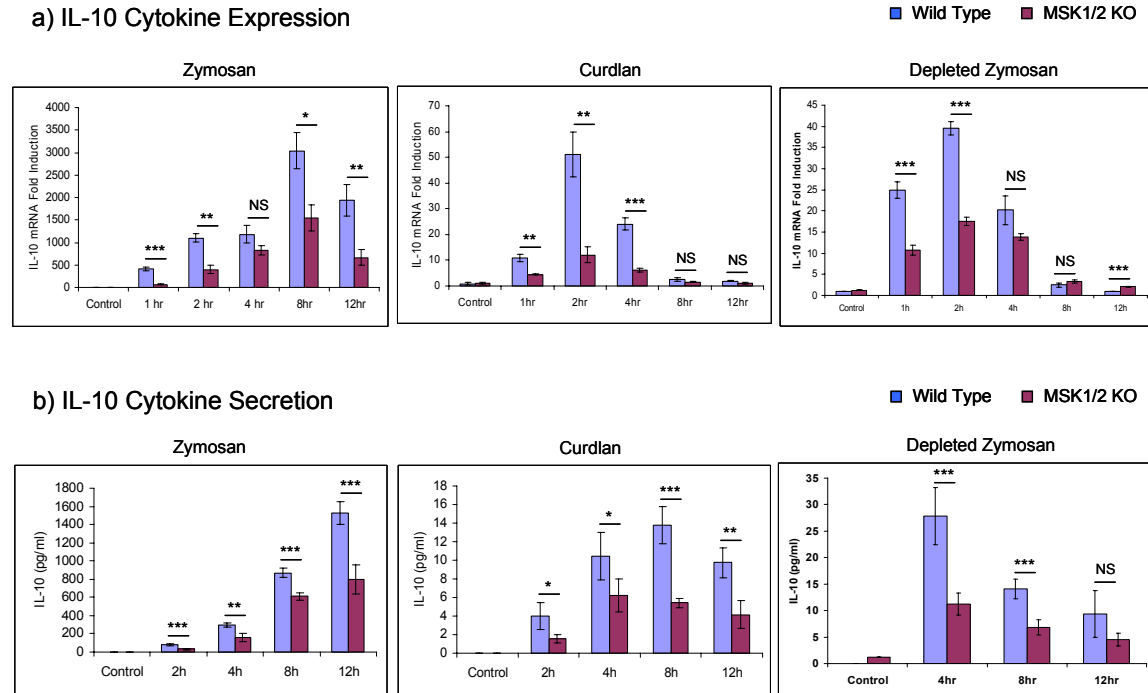 a) IL-10 Cytokine Expression
Wild Type MSK1/2 KO
Zymosan
IL-10 mRNA Fold Induction
4000
3500
3000
2500
2000
1500
1000
500
0
*** ** NS * **
Control 1 hr 2 hr 4 hr 8hr 12hr
Curdlan
IL-10 mRNA Fold Induction
70
60
50
40
30
20
10
0
** ** *** NS NS
Control 1hr 2hr 4hr 8hr 12hr
Depleted Zymosan
IL-10 mRNA Fold Induction
45
40
35
30
25
20
15
10
5
0
*** *** NS NS ***
Control 1h 2h 4h 8h 12h
b) IL-10 Cytokine Secretion
Wild Type MSK1/2 KO
Zymosan
IL-10 (pg/ml)
1800
1600
1400
1200
1000
800
600
400
200
0
*** ** *** ***
Control 2h 4h 8h 12h
Curdlan
IL-10 (pg/ml)
18
16
14
12
10
8
6
4
2
0
* * *** **
Control 2h 4h 8h 12h
Depleted Zymosan
IL-10 (pg/ml)
35
30
25
20
15
10
5
0
*** *** NS
Control 4hr 8hr 12hr